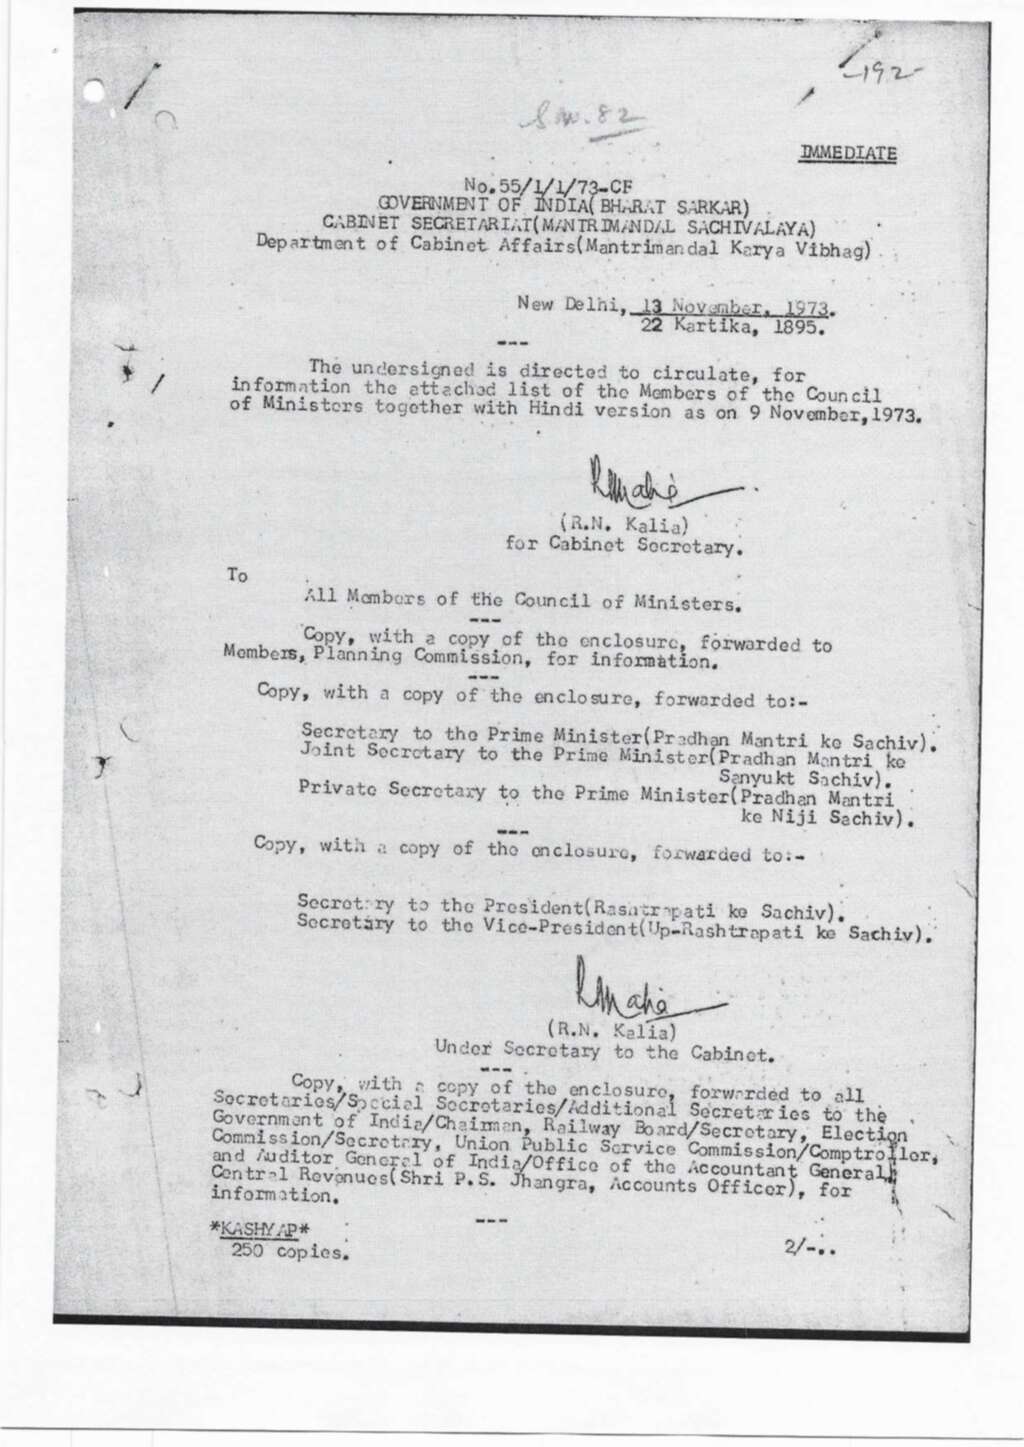 -192-
S.No. 82
IMMEDIATE
No.55/1/1/73-CF
GOVERNMENT OF INDIA(BHARAT SARKAR)
CABINET SECRETARIAT(MANTRIMANDAL SACHIVALAYA)
Department of Cabinet Affairs(Mantrimandal Karya Vibhag)
New Delhi, 13 November, 1973.
22 Kartika, 1895.
---
The undersigned is directed to circulate, for
information the attached list of the Members of the Council
of Ministers together with Hindi version as on 9 November,1973.
(R.N. Kalia)
for Cabinet Secretary.
To
All Members of the Council of Ministers.
---
Copy, with a copy of the enclosure, forwarded to
Members, Planning Commission, for information.
---
Copy, with a copy of the enclosure, forwarded to:-
Secretary to the Prime Minister(Pradhan Mantri ke Sachiv).
Joint Secretary to the Prime Minister(Pradhan Mantri ke
Sanyukt Sachiv).
Private Secretary to the Prime Minister(Pradhan Mantri
ke Niji Sachiv).
---
Copy, with a copy of the enclosure, forwarded to:-
Secretary to the President(Rashtrapati ke Sachiv).
Secretary to the Vice-President(Up-Rashtrapati ke Sachiv).
(R.N. Kalia)
Under Secretary to the Cabinet.
---
Copy, with a copy of the enclosure, forwarded to all
Secretaries/Special Secretaries/Additional Secretaries to the
Government of India/Chairman, Railway Board/Secretary, Election
Commission/Secretary, Union Public Service Commission/Comptroller,
and Auditor General of India/Office of the Accountant General,
Central Revenues(Shri P.S. Jhangra, Accounts Officer), for
information.
---
*KASHYAP*
250 copies.
2/-..